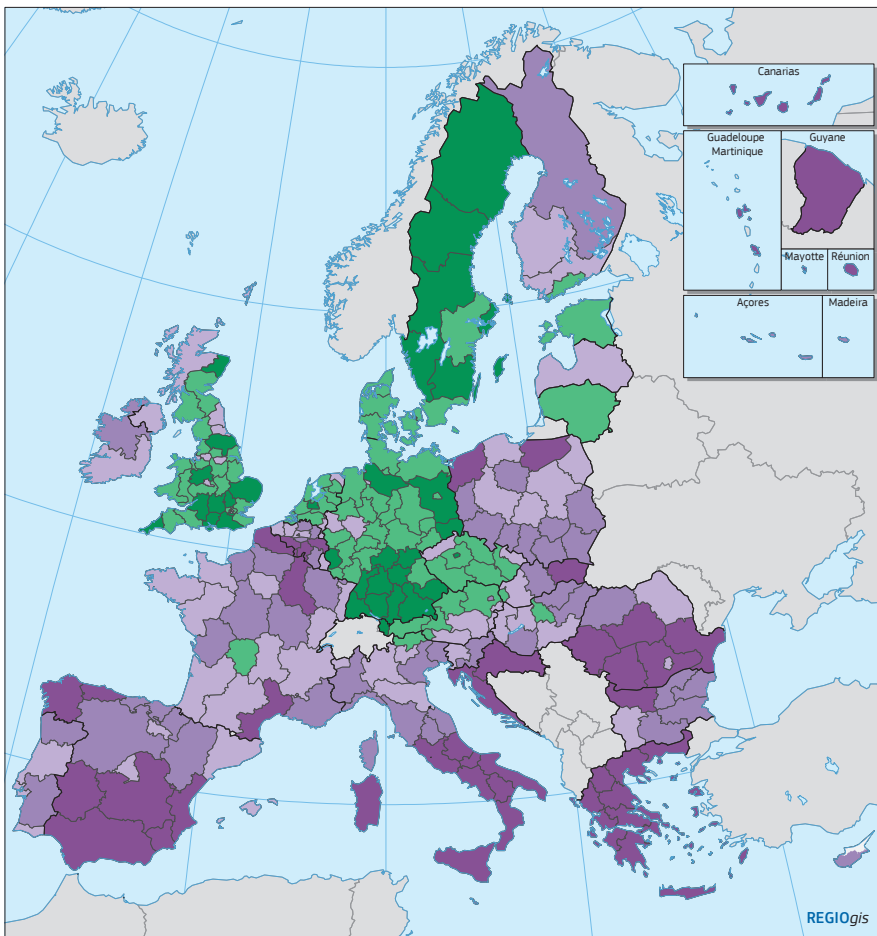 Canarias
Guadeloupe
Martinique
Guyane
Mayotte
Réunion
Açores
Madeira
REGIOgis